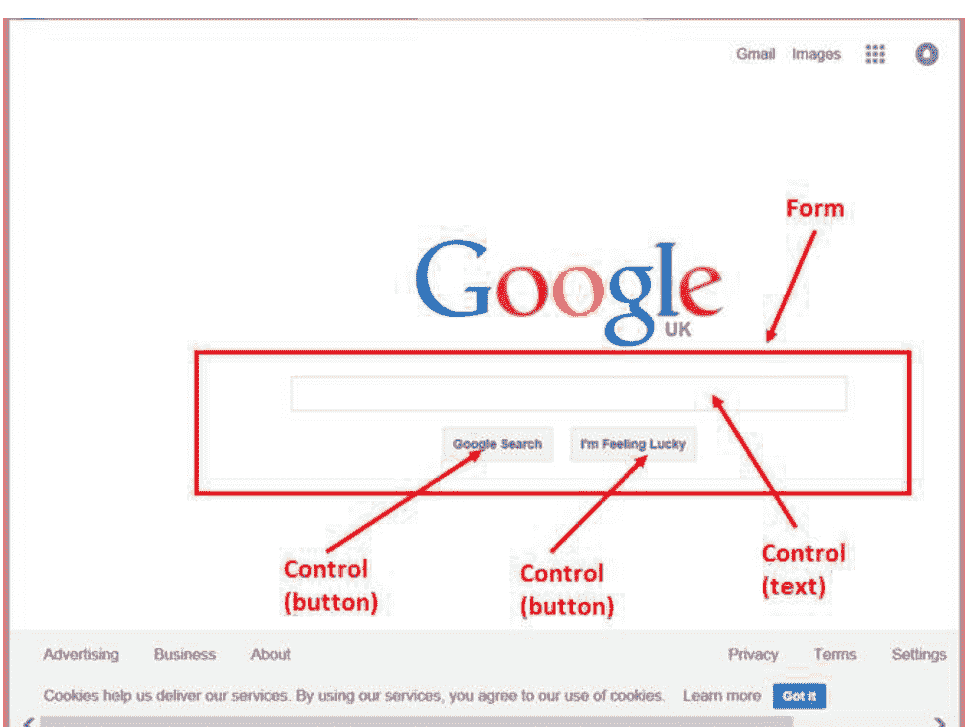 Gmail Images
Form
Google
UK
Google Search I'm Feeling Lucky
Control
(button)
Control
(button)
Control
(text)
Advertising Business About Privacy Terms Settings
Cookies help us deliver our services. By using our services, you agree to our use of cookies. Learn more Got it